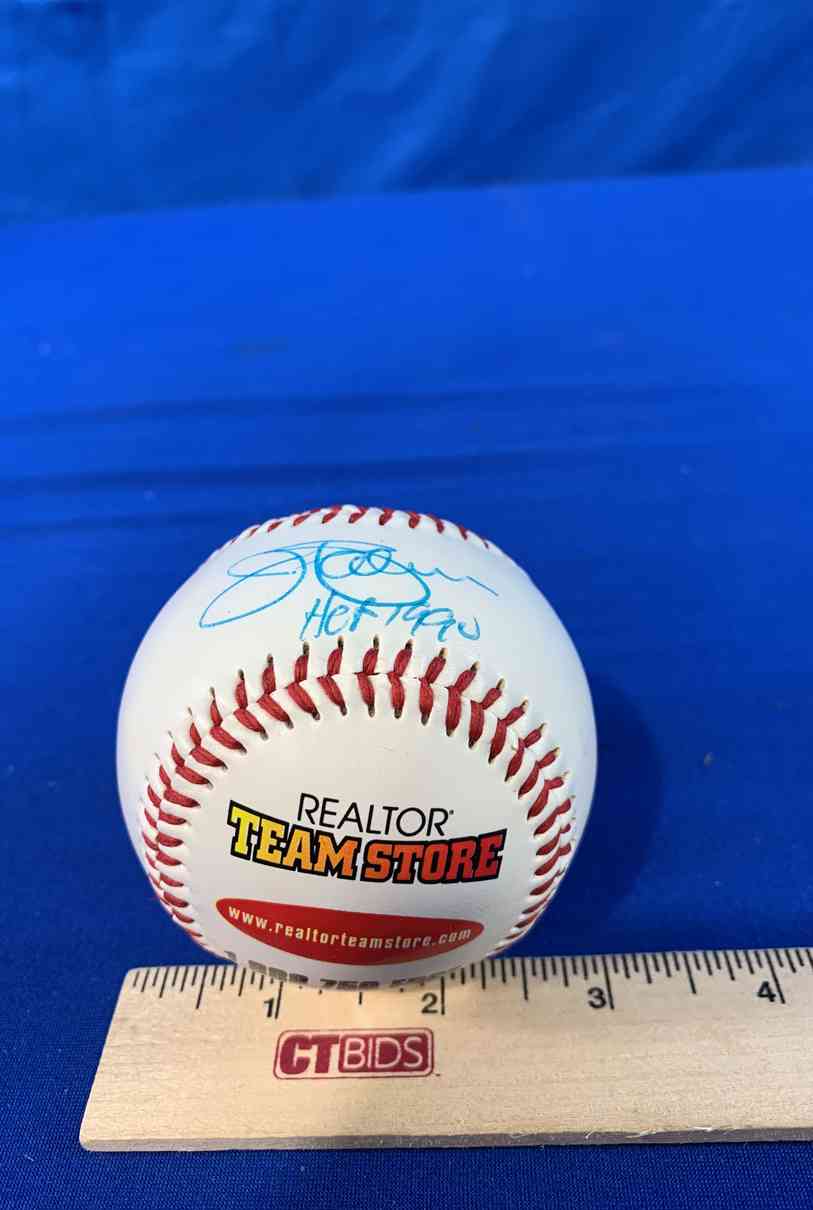 HOF 1990
REALTOR®
TEAM STORE
www.realtorteamstore.com
1 2 3 4
CTBIDS